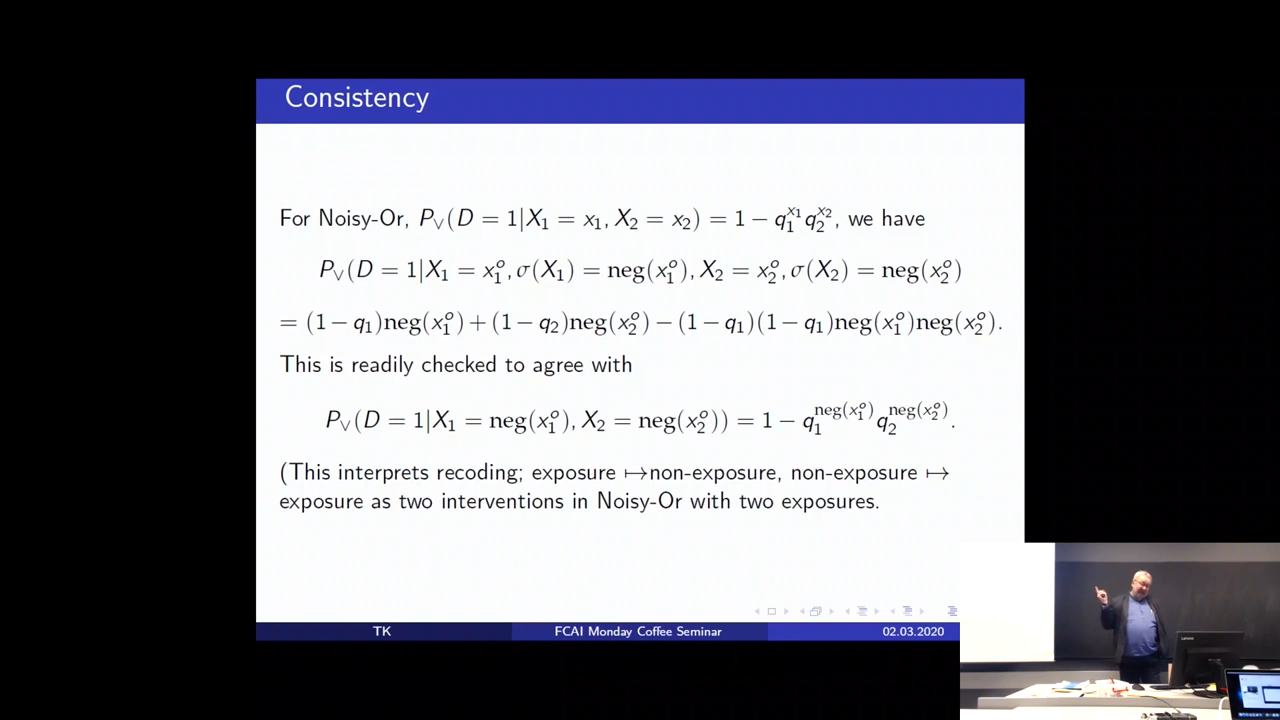 Consistency
For Noisy-Or, P∨(D = 1|X₁ = x₁, X₂ = x₂) = 1 − q₁^{x₁} q₂^{x₂}, we have
P∨(D = 1|X₁ = x₁^o, σ(X₁) = neg(x₁^o), X₂ = x₂^o, σ(X₂) = neg(x₂^o)
= (1 − q₁)neg(x₁^o) + (1 − q₂)neg(x₂^o) − (1 − q₁)(1 − q₁)neg(x₁^o)neg(x₂^o).
This is readily checked to agree with
P∨(D = 1|X₁ = neg(x₁^o), X₂ = neg(x₂^o)) = 1 − q₁^{neg(x₁^o)} q₂^{neg(x₂^o)}.
(This interprets recoding; exposure ↦non-exposure, non-exposure ↦
exposure as two interventions in Noisy-Or with two exposures.
TK FCAI Monday Coffee Seminar 02.03.2020
Lenovo